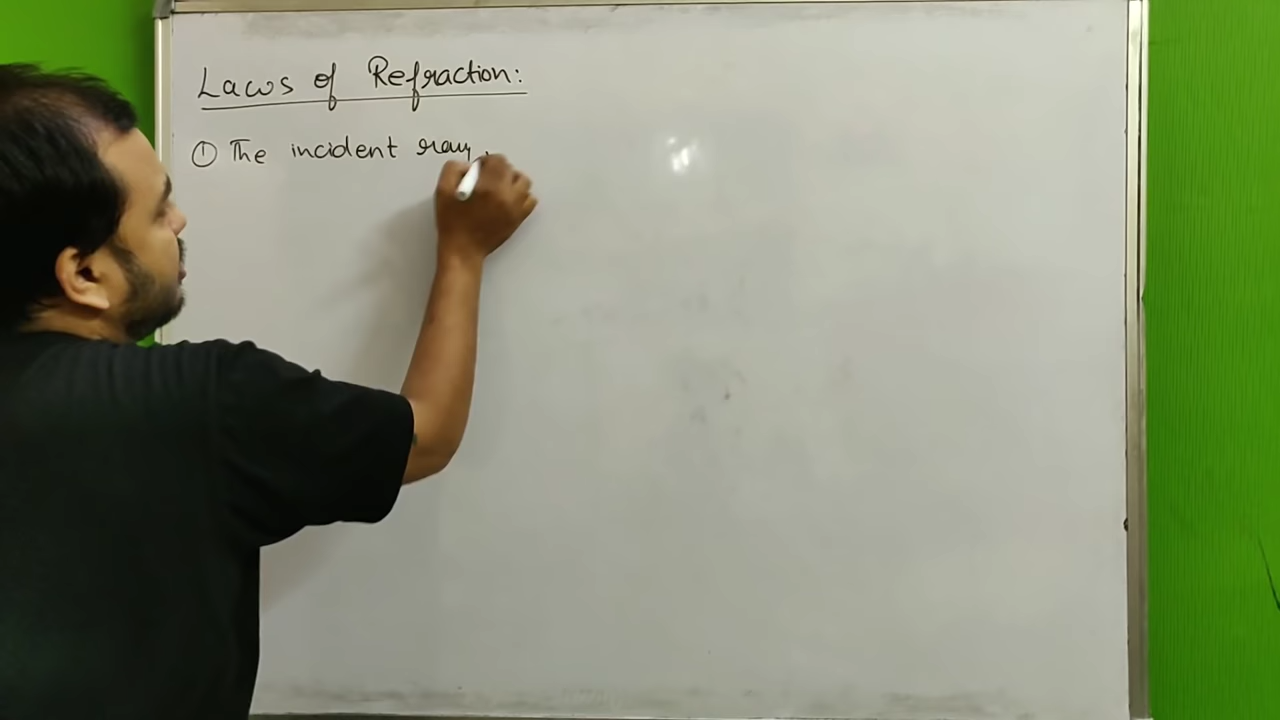 Laws of Refraction:
① The incident ray